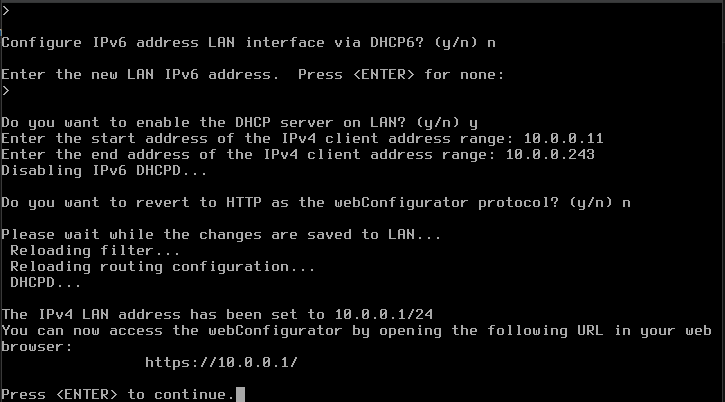 >
Configure IPv6 address LAN interface via DHCP6? (y/n) n
Enter the new LAN IPv6 address.  Press <ENTER> for none:
>
Do you want to enable the DHCP server on LAN? (y/n) y
Enter the start address of the IPv4 client address range: 10.0.0.11
Enter the end address of the IPv4 client address range: 10.0.0.243
Disabling IPv6 DHCPD...
Do you want to revert to HTTP as the webConfigurator protocol? (y/n) n
Please wait while the changes are saved to LAN...
 Reloading filter...
 Reloading routing configuration...
 DHCPD...
The IPv4 LAN address has been set to 10.0.0.1/24
You can now access the webConfigurator by opening the following URL in your web
browser:
                https://10.0.0.1/
Press <ENTER> to continue.